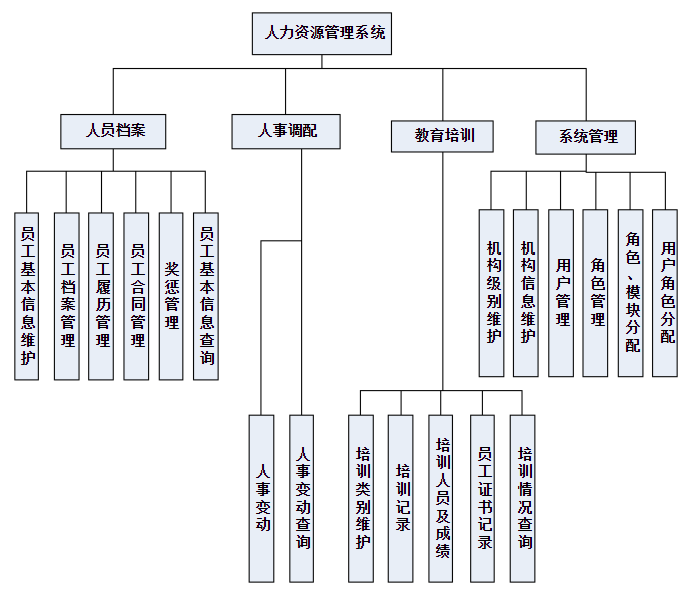 人力资源管理系统
人员档案
人事调配
教育培训
系统管理
员工基本信息维护
员工档案管理
员工履历管理
员工合同管理
奖惩管理
员工基本信息查询
机构级别维护
机构信息维护
用户管理
角色管理
角色、模块分配
用户角色分配
人事变动
人事变动查询
培训类别维护
培训记录
培训人员及成绩
员工证书记录
培训情况查询